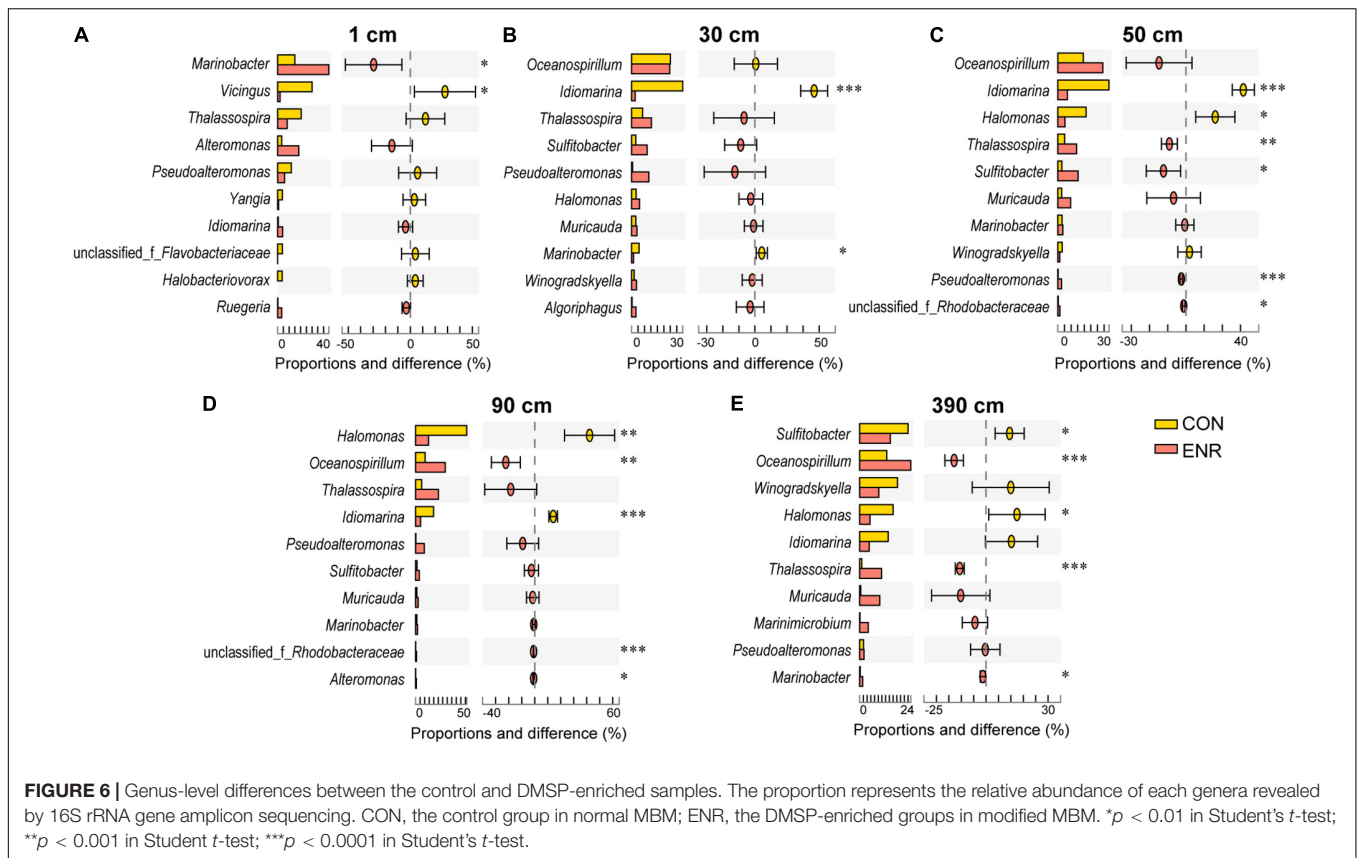 A
1 cm
Marinobacter *
Vicingus *
Thalassospira
Alteromonas
Pseudoalteromonas
Yangia
Idiomarina
unclassified_f_Flavobacteriaceae
Halobacteriovorax
Ruegeria
0 40 -50 0 50
Proportions and difference (%)
B
30 cm
Oceanospirillum
Idiomarina ***
Thalassospira
Sulfitobacter
Pseudoalteromonas
Halomonas
Muricauda
Marinobacter *
Winogradskyella
Algoriphagus
0 30 -30 0 50
Proportions and difference (%)
C
50 cm
Oceanospirillum
Idiomarina ***
Halomonas *
Thalassospira **
Sulfitobacter *
Muricauda
Marinobacter
Winogradskyella
Pseudoalteromonas ***
unclassified_f_Rhodobacteraceae *
0 30 -30 40
Proportions and difference (%)
D
90 cm
Halomonas **
Oceanospirillum **
Thalassospira
Idiomarina ***
Pseudoalteromonas
Sulfitobacter
Muricauda
Marinobacter
unclassified_f_Rhodobacteraceae ***
Alteromonas *
0 50 -40 60
Proportions and difference (%)
E
390 cm
Sulfitobacter *
Oceanospirillum ***
Winogradskyella
Halomonas *
Idiomarina
Thalassospira ***
Muricauda
Marinimicrobium
Pseudoalteromonas
Marinobacter *
0 24 -25 30
Proportions and difference (%)
CON
ENR
FIGURE 6 | Genus-level differences between the control and DMSP-enriched samples. The proportion represents the relative abundance of each genera revealed
by 16S rRNA gene amplicon sequencing. CON, the control group in normal MBM; ENR, the DMSP-enriched groups in modified MBM. *p < 0.01 in Student's t-test;
**p < 0.001 in Student t-test; ***p < 0.0001 in Student's t-test.